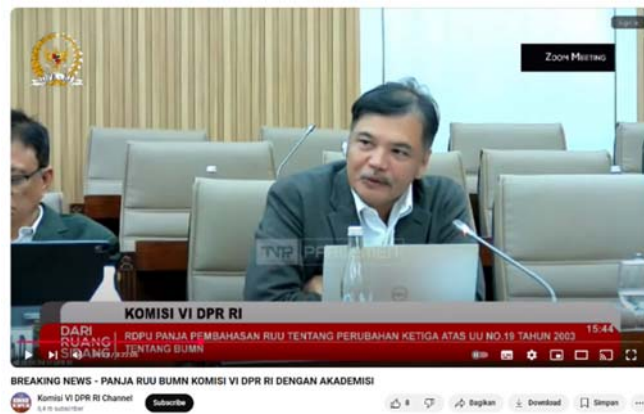 ZOOM MEETING
TVR PARLEMEN
KOMISI VI DPR RI
DARI RUANG SIDANG
RDPU PANJA PEMBAHASAN RUU TENTANG PERUBAHAN KETIGA ATAS UU NO.19 TAHUN 2003
TENTANG BUMN
15:44
BREAKING NEWS - PANJA RUU BUMN KOMISI VI DPR RI DENGAN AKADEMISI
Komisi VI DPR RI Channel
Subscribe
8
Bagikan
Download
Simpan